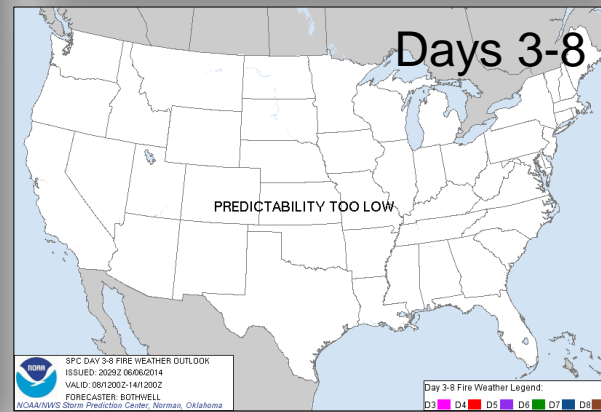 Days 3-8
PREDICTABILITY TOO LOW
NOAA
SPC DAY 3-8 FIRE WEATHER OUTLOOK
ISSUED: 2029Z 06/06/2014
VALID: 08/1200Z-14/1200Z
FORECASTER: BOTHWELL
NOAA/NWS Storm Prediction Center, Norman, Oklahoma
Day 3-8 Fire Weather Legend:
D3 D4 D5 D6 D7 D8